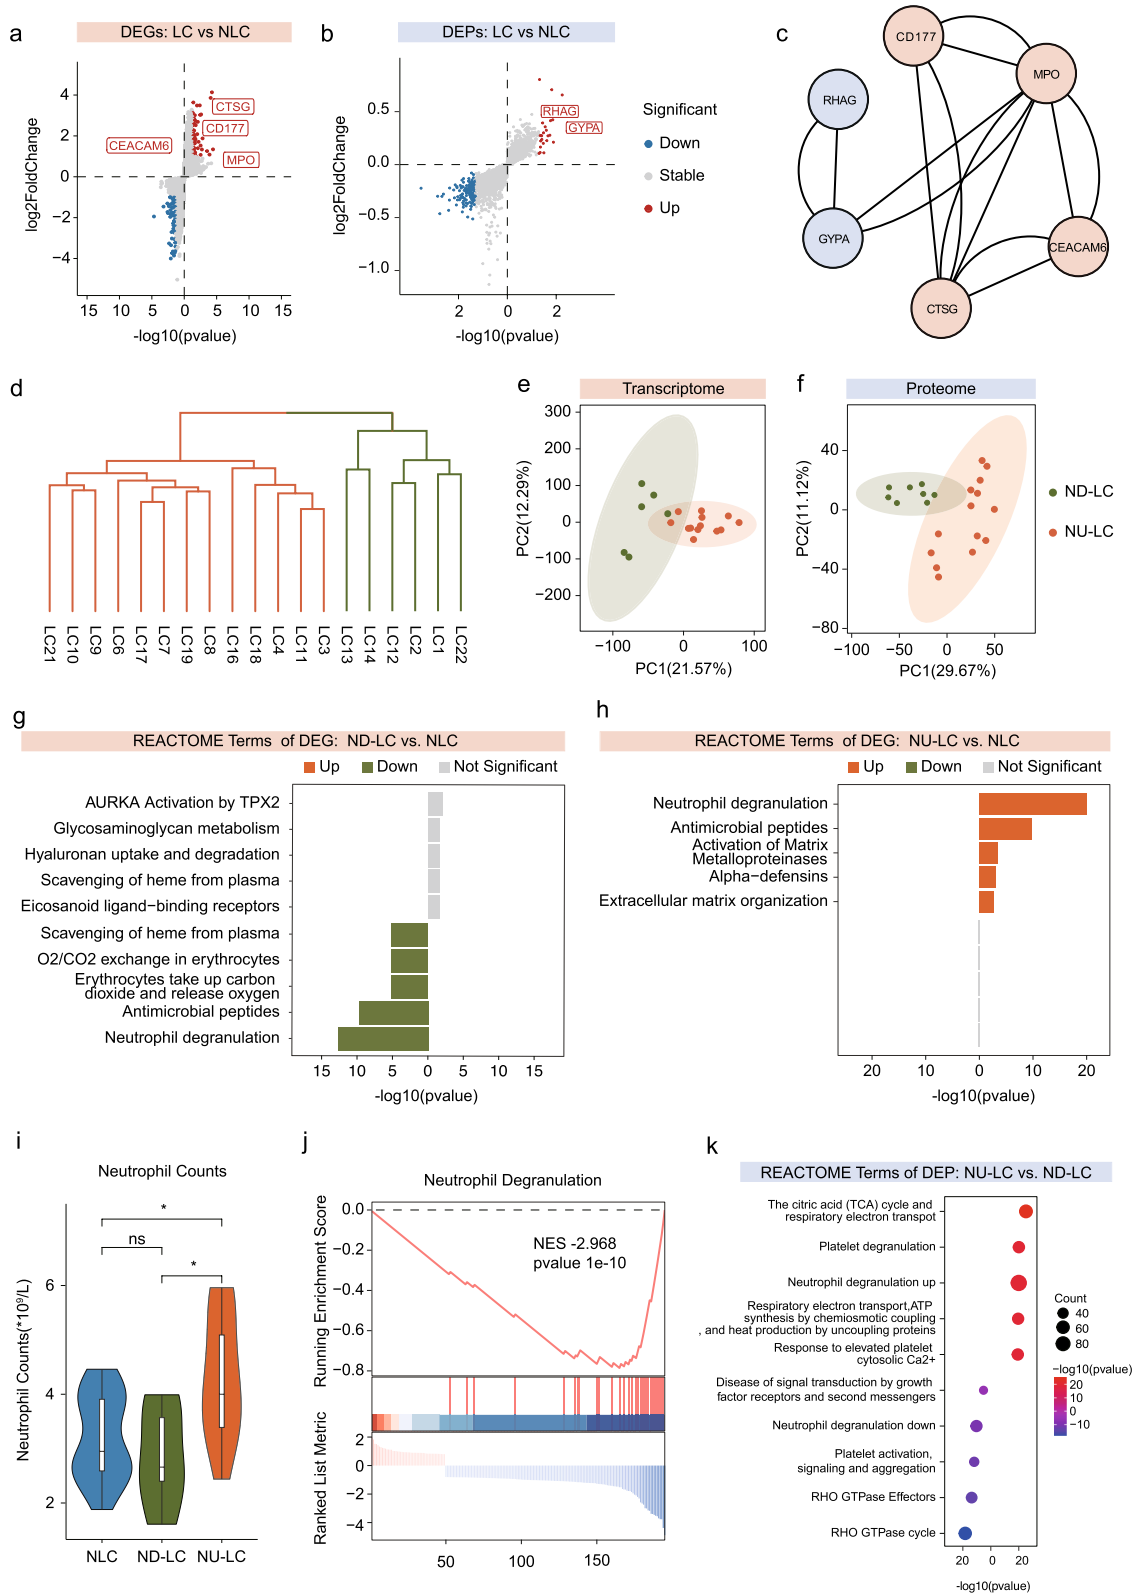 a
DEGs: LC vs NLC
log2FoldChange
4
2
0
−2
−4
CTSG
CD177
CEACAM6
MPO
15 10 5 0 5 10 15
-log10(pvalue)
b
DEPs: LC vs NLC
log2FoldChange
0.5
0.0
−0.5
−1.0
RHAG
GYPA
2 0 2
-log10(pvalue)
Significant
Down
Stable
Up
c
CD177
MPO
RHAG
GYPA
CEACAM6
CTSG
d
LC21
LC10
LC9
LC6
LC17
LC7
LC19
LC8
LC16
LC18
LC4
LC11
LC3
LC13
LC14
LC12
LC2
LC1
LC22
e
Transcriptome
PC2(12.29%)
300
200
100
0
−100
−200
−100 0 100
PC1(21.57%)
f
Proteome
PC2(11.12%)
40
0
−40
−80
−100 −50 0 50
PC1(29.67%)
ND-LC
NU-LC
g
REACTOME Terms of DEG: ND-LC vs. NLC
Up Down Not Significant
AURKA Activation by TPX2
Glycosaminoglycan metabolism
Hyaluronan uptake and degradation
Scavenging of heme from plasma
Eicosanoid ligand−binding receptors
Scavenging of heme from plasma
O2/CO2 exchange in erythrocytes
Erythrocytes take up carbon
dioxide and release oxygen
Antimicrobial peptides
Neutrophil degranulation
15 10 5 0 5 10 15
-log10(pvalue)
h
REACTOME Terms of DEG: NU-LC vs. NLC
Up Down Not Significant
Neutrophil degranulation
Antimicrobial peptides
Activation of Matrix
Metalloproteinases
Alpha−defensins
Extracellular matrix organization
20 10 0 10 20
-log10(pvalue)
i
Neutrophil Counts
Neutrophil Counts(*10⁹/L)
6
4
2
*
ns
*
NLC ND-LC NU-LC
j
Neutrophil Degranulation
Running Enrichment Score
0.0
−0.2
−0.4
−0.6
−0.8
NES -2.968
pvalue 1e-10
Ranked List Metric
2
0
−2
−4
50 100 150
k
REACTOME Terms of DEP: NU-LC vs. ND-LC
The citric acid (TCA) cycle and
respiratory electron transpot
Platelet degranulation
Neutrophil degranulation up
Respiratory electron transport,ATP
synthesis by chemiosmotic coupling
, and heat production by uncoupling proteins
Response to elevated platelet
cytosolic Ca2+
Disease of signal transduction by growth
factor receptors and second messengers
Neutrophil degranulation down
Platelet activation,
signaling and aggregation
RHO GTPase Effectors
RHO GTPase cycle
20 0 20
-log10(pvalue)
Count
40
60
80
−log10(pvalue)
20
10
0
−10